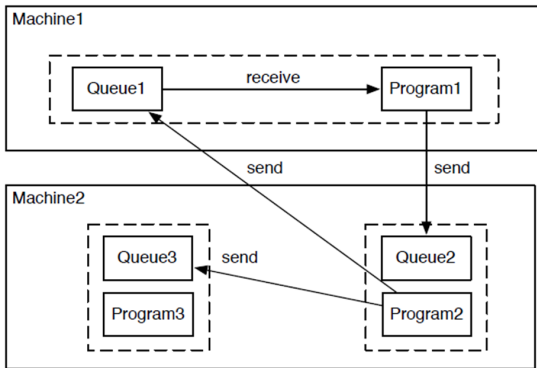 Machine1
Queue1
receive
Program1
send
send
Machine2
Queue3
send
Queue2
Program3
Program2